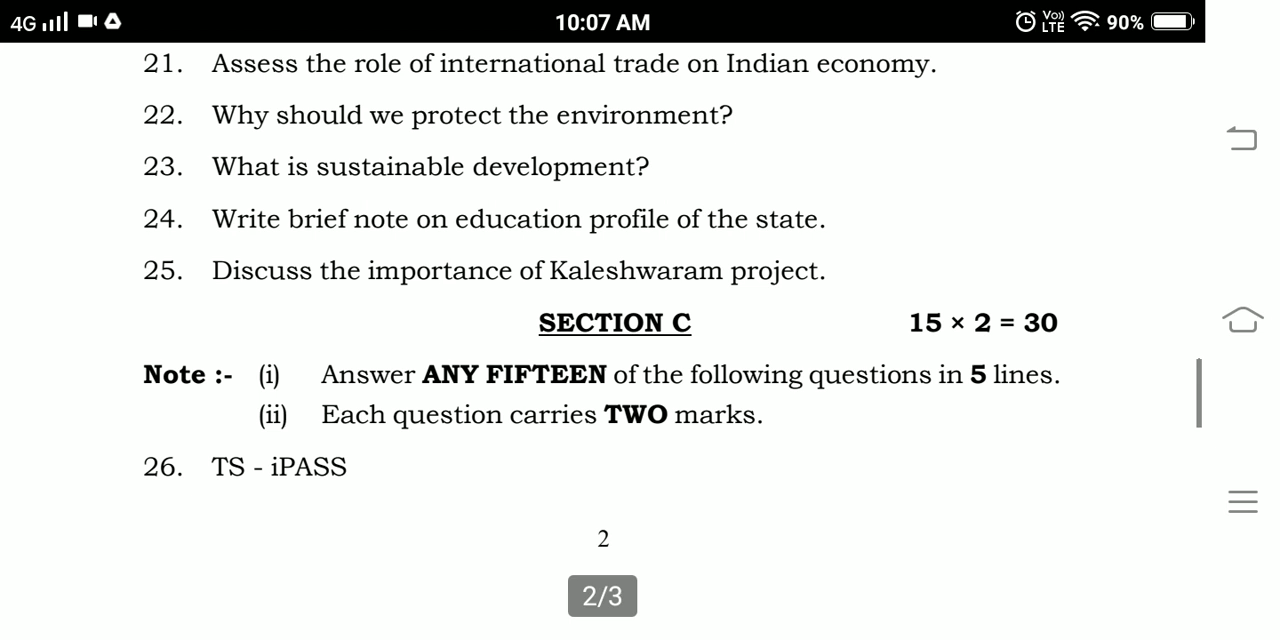 4G 10:07 AM Vo)) LTE 90%
21. Assess the role of international trade on Indian economy.
22. Why should we protect the environment?
23. What is sustainable development?
24. Write brief note on education profile of the state.
25. Discuss the importance of Kaleshwaram project.
SECTION C 15 × 2 = 30
Note :- (i) Answer ANY FIFTEEN of the following questions in 5 lines.
(ii) Each question carries TWO marks.
26. TS - iPASS
2
2/3